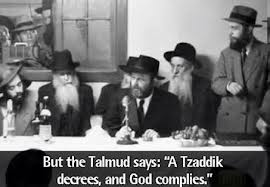 But the Talmud says: “A Tzaddik
decrees, and God complies.”